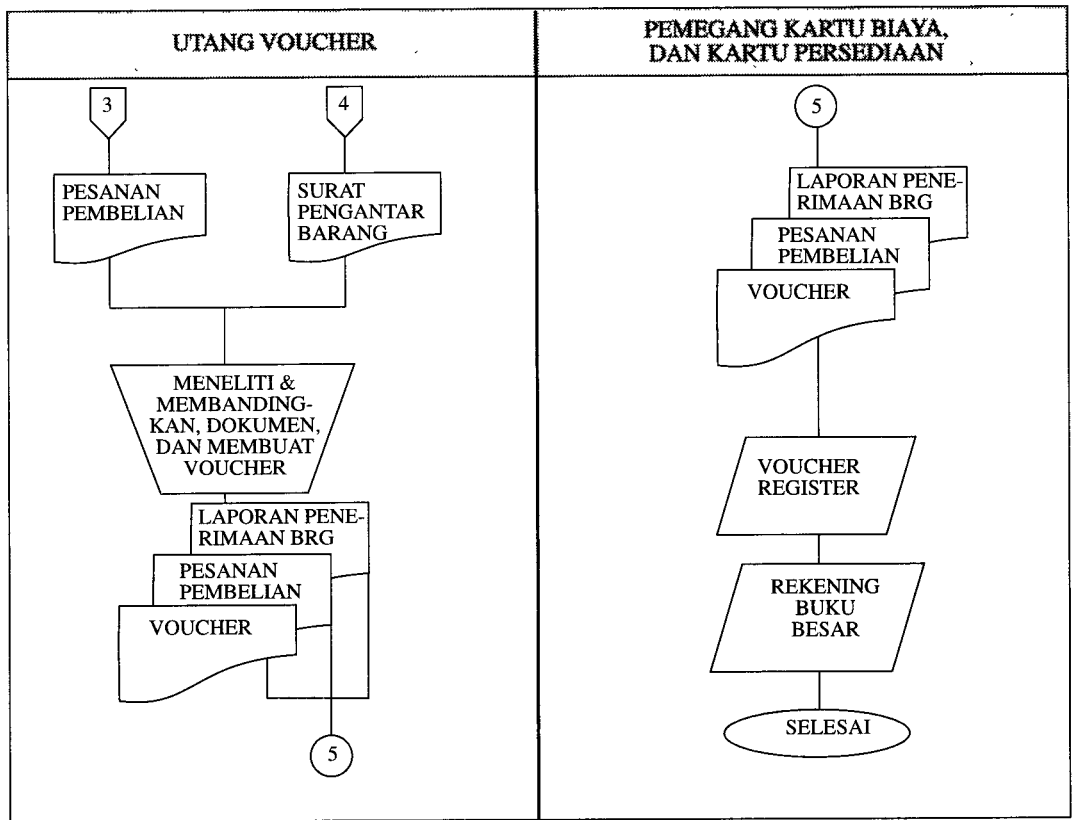 UTANG VOUCHER
PEMEGANG KARTU BIAYA,
DAN KARTU PERSEDIAAN
3
4
PESANAN
PEMBELIAN
SURAT
PENGANTAR
BARANG
MENELITI &
MEMBANDING-
KAN, DOKUMEN,
DAN MEMBUAT
VOUCHER
LAPORAN PENE-
RIMAAN BRG
PESANAN
PEMBELIAN
VOUCHER
5
5
LAPORAN PENE-
RIMAAN BRG
PESANAN
PEMBELIAN
VOUCHER
VOUCHER
REGISTER
REKENING
BUKU
BESAR
SELESAI